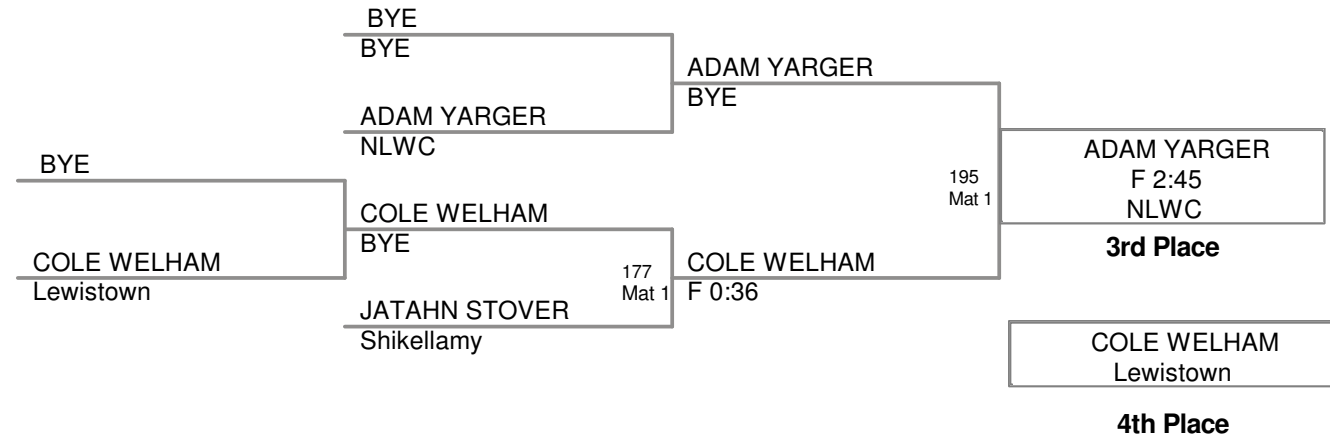 BYE
BYE
ADAM YARGER
BYE
ADAM YARGER
NLWC
ADAM YARGER
F 2:45
NLWC
3rd Place
BYE
195
Mat 1
COLE WELHAM
BYE
COLE WELHAM
Lewistown
177
Mat 1
COLE WELHAM
F 0:36
JATAHN STOVER
Shikellamy
COLE WELHAM
Lewistown
4th Place